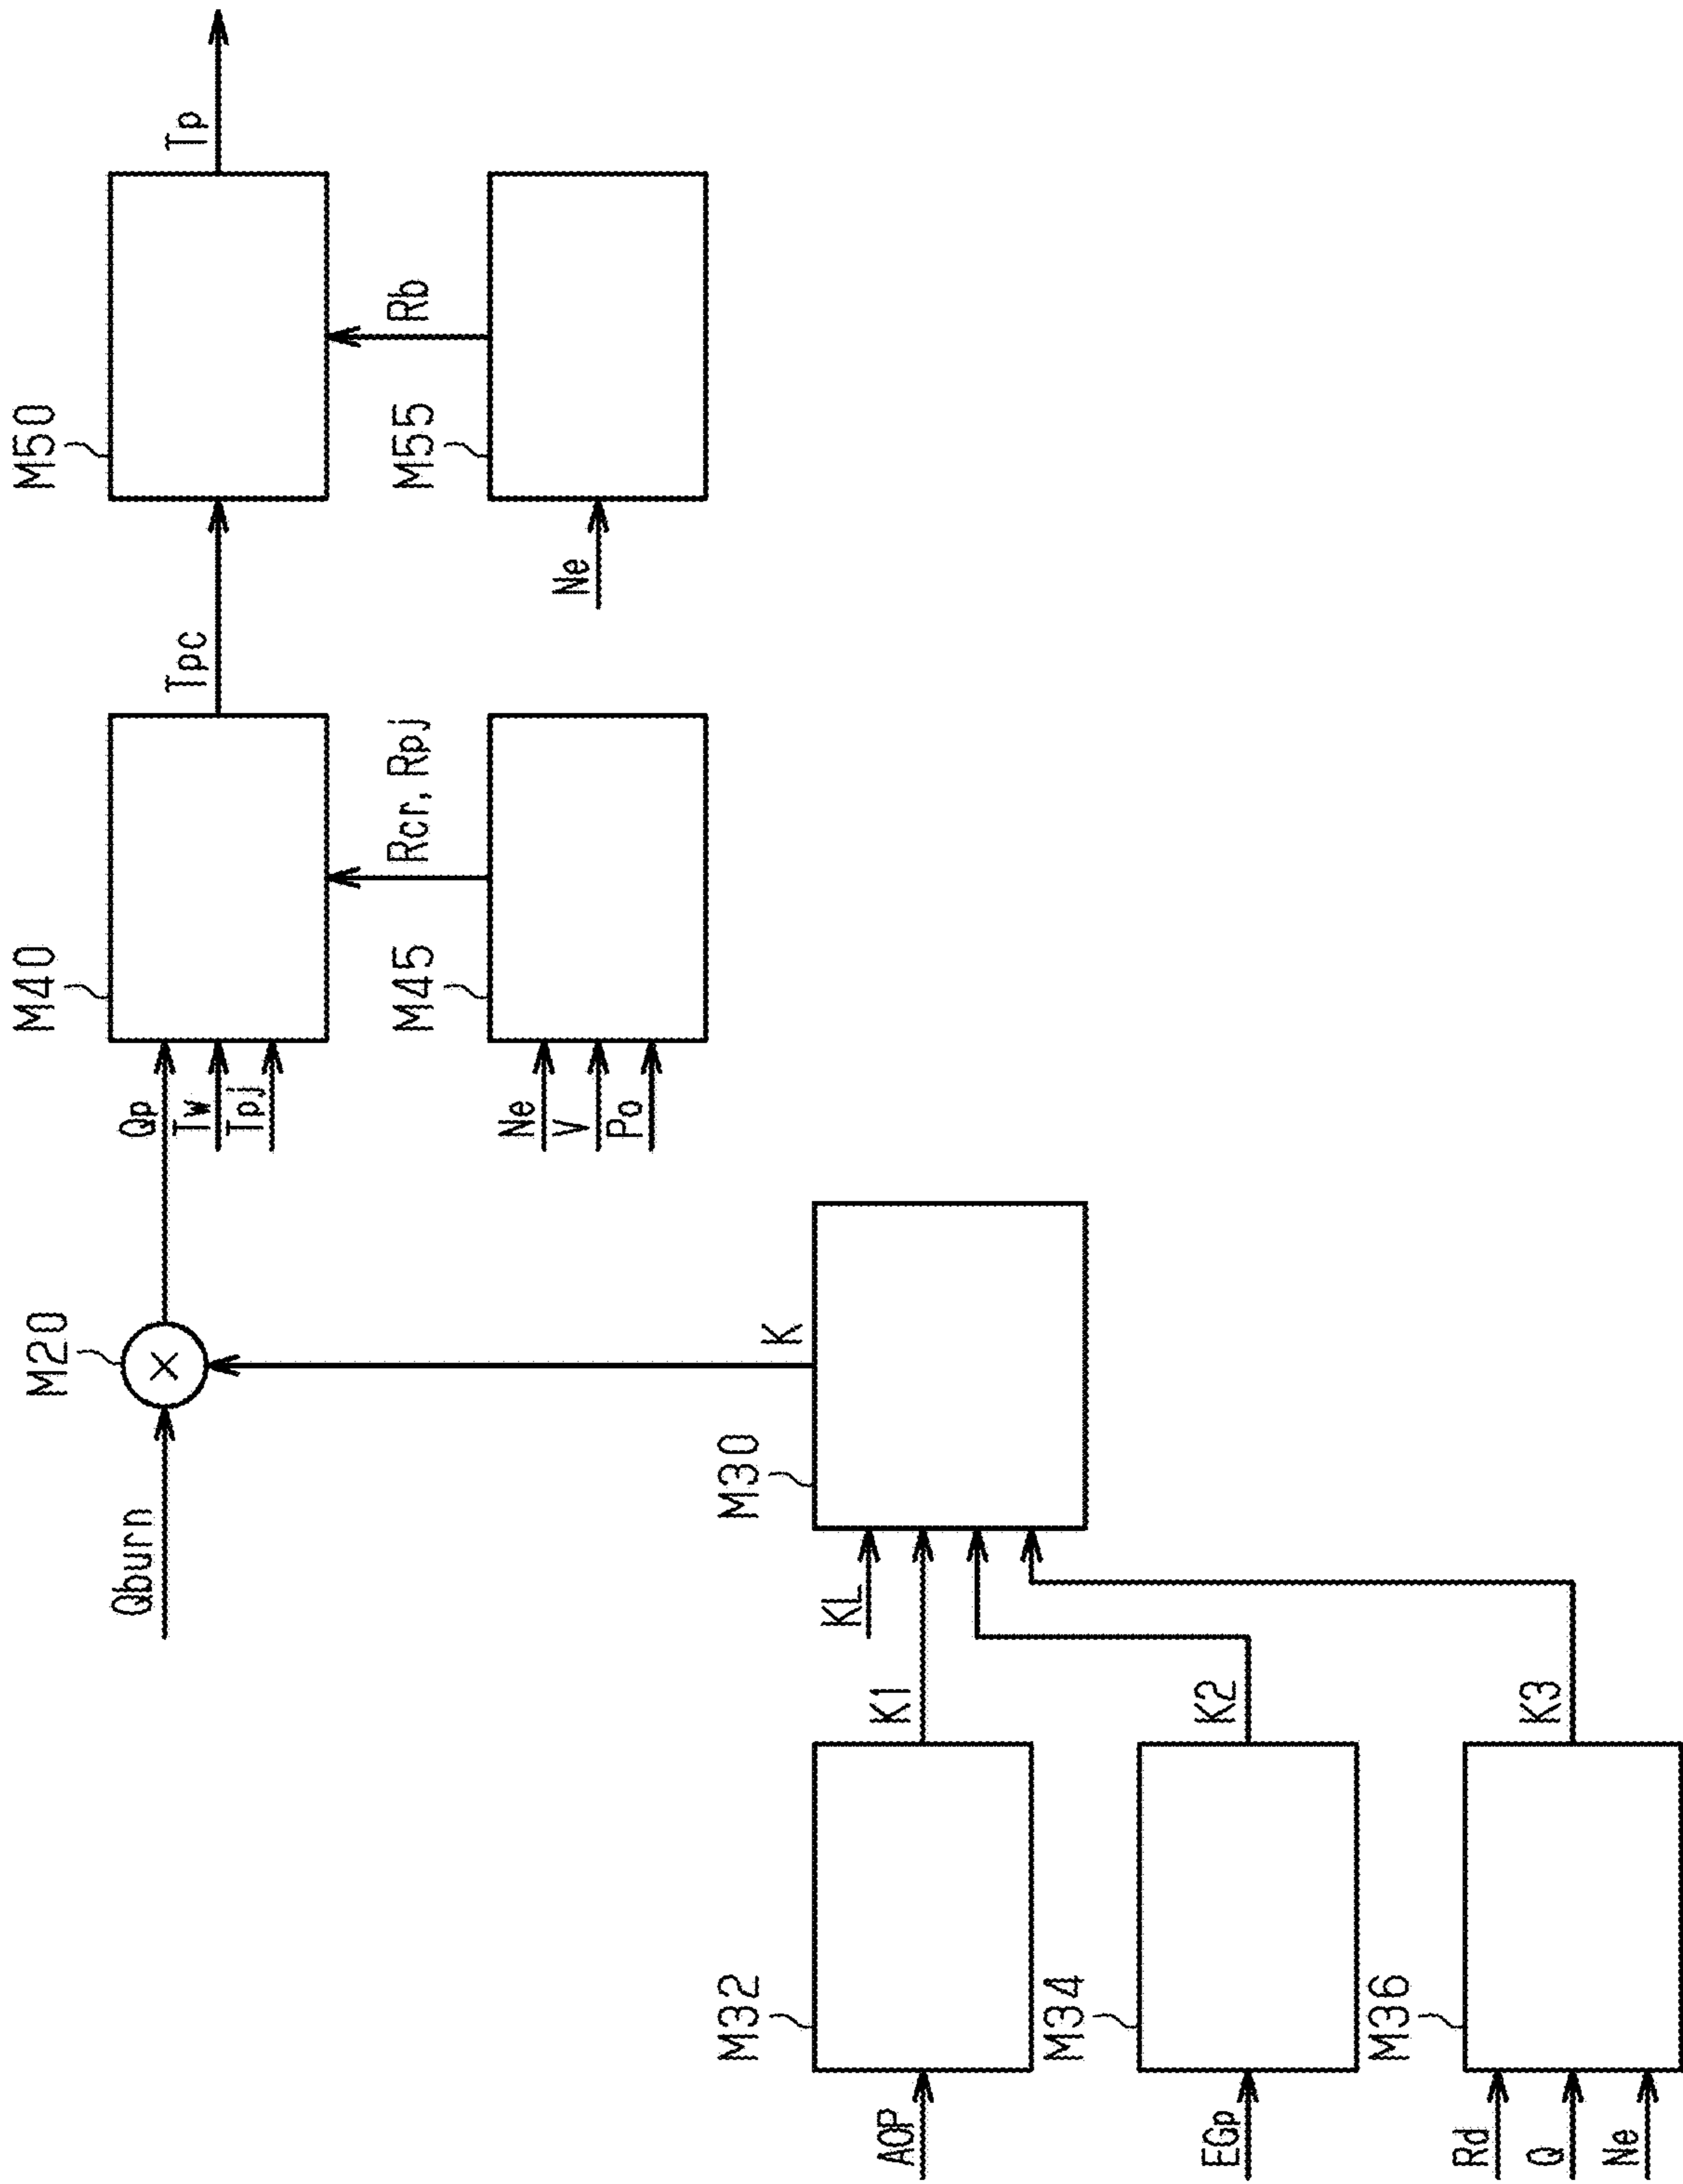 M20
M40
M50
Qburn
Qp
Tw
Tpj
Tpc
Tp
M45
M55
Ne
V
Po
Rcr, Rpj
Ne
Rb
M30
KL
K
M32
AOP
K1
M34
EGp
K2
M36
Rd
Q
Ne
K3